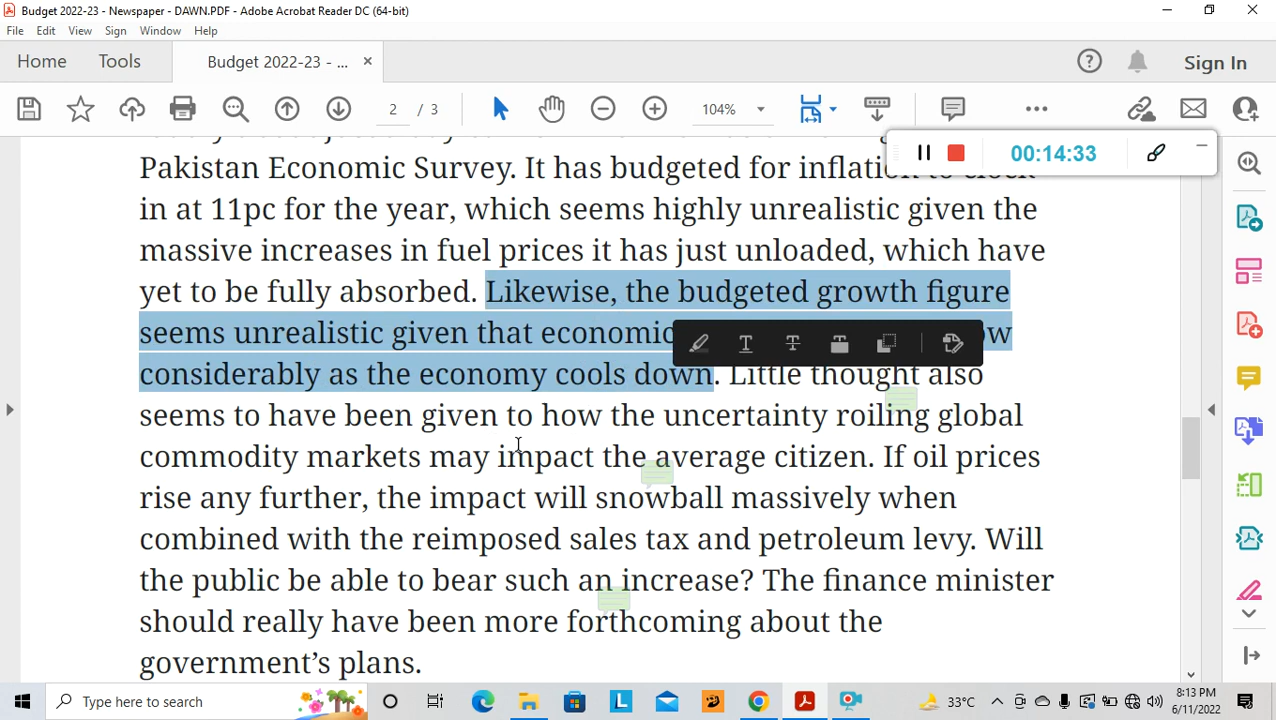 Budget 2022-23 - Newspaper - DAWN.PDF - Adobe Acrobat Reader DC (64-bit)
File Edit View Sign Window Help
Home Tools Budget 2022-23 - ... × Sign In
2 / 3 104%
00:14:33
Pakistan Economic Survey. It has budgeted for inflation to clock
in at 11pc for the year, which seems highly unrealistic given the
massive increases in fuel prices it has just unloaded, which have
yet to be fully absorbed. Likewise, the budgeted growth figure
seems unrealistic given that economic
considerably as the economy cools down. Little thought also
seems to have been given to how the uncertainty roiling global
commodity markets may impact the average citizen. If oil prices
rise any further, the impact will snowball massively when
combined with the reimposed sales tax and petroleum levy. Will
the public be able to bear such an increase? The finance minister
should really have been more forthcoming about the
government’s plans.
Type here to search
33°C
8:13 PM
6/11/2022